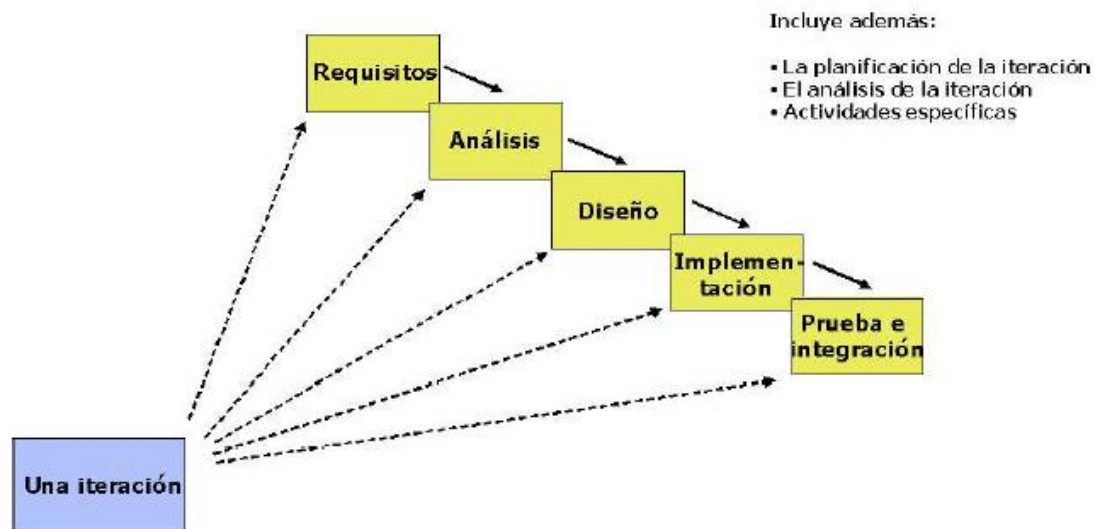 Incluye además:
• La planificación de la iteración
• El análisis de la iteración
• Actividades específicas
Requisitos
Análisis
Diseño
Implemen-
tación
Prueba e
integración
Una iteración